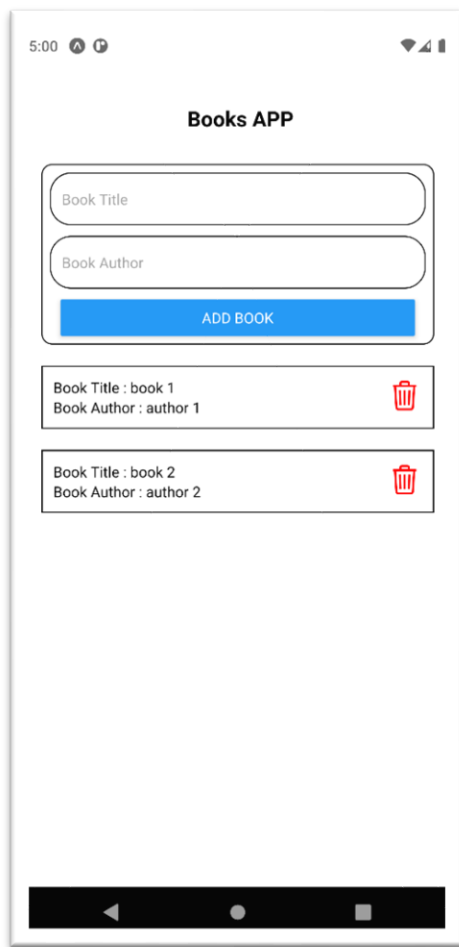 5:00
Books APP
Book Title
Book Author
ADD BOOK
Book Title : book 1
Book Author : author 1
Book Title : book 2
Book Author : author 2